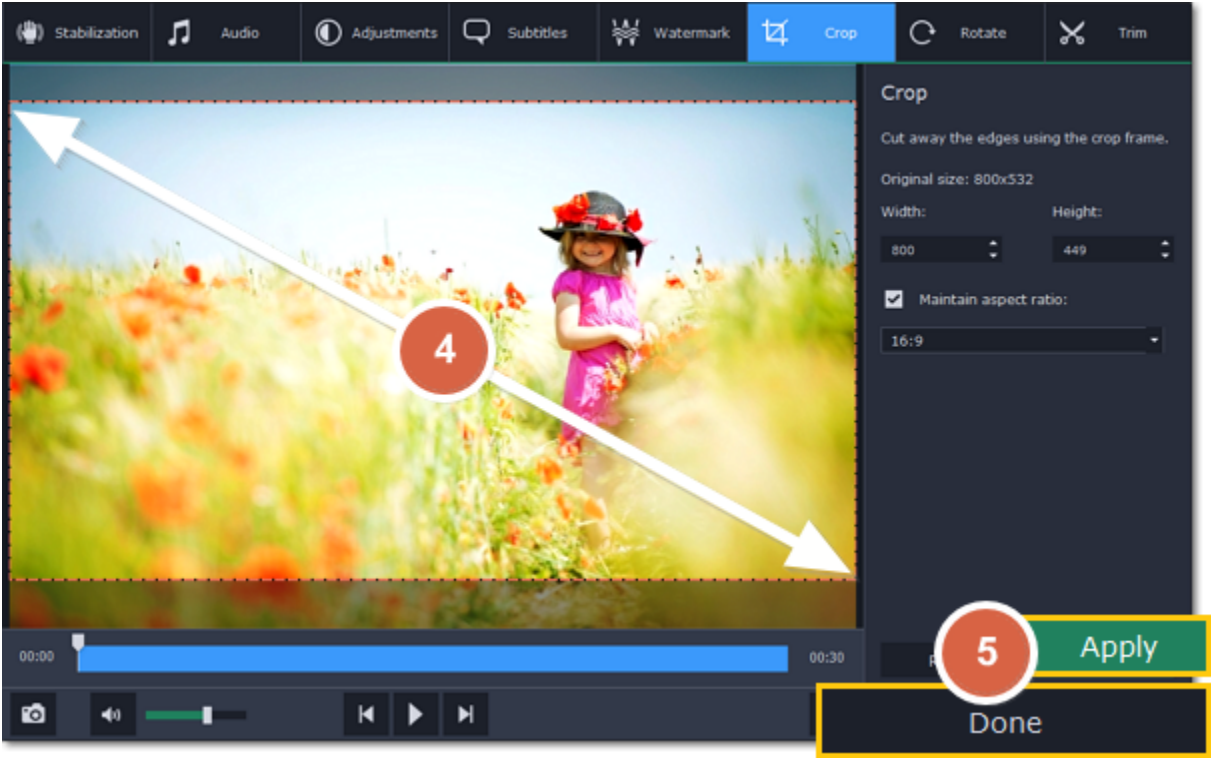 Stabilization
Audio
Adjustments
Subtitles
Watermark
Crop
Rotate
Trim
Crop
Cut away the edges using the crop frame.
Original size: 800x532
Width: Height:
800 449
Maintain aspect ratio:
16:9
4
00:00 00:30
5
Apply
Done